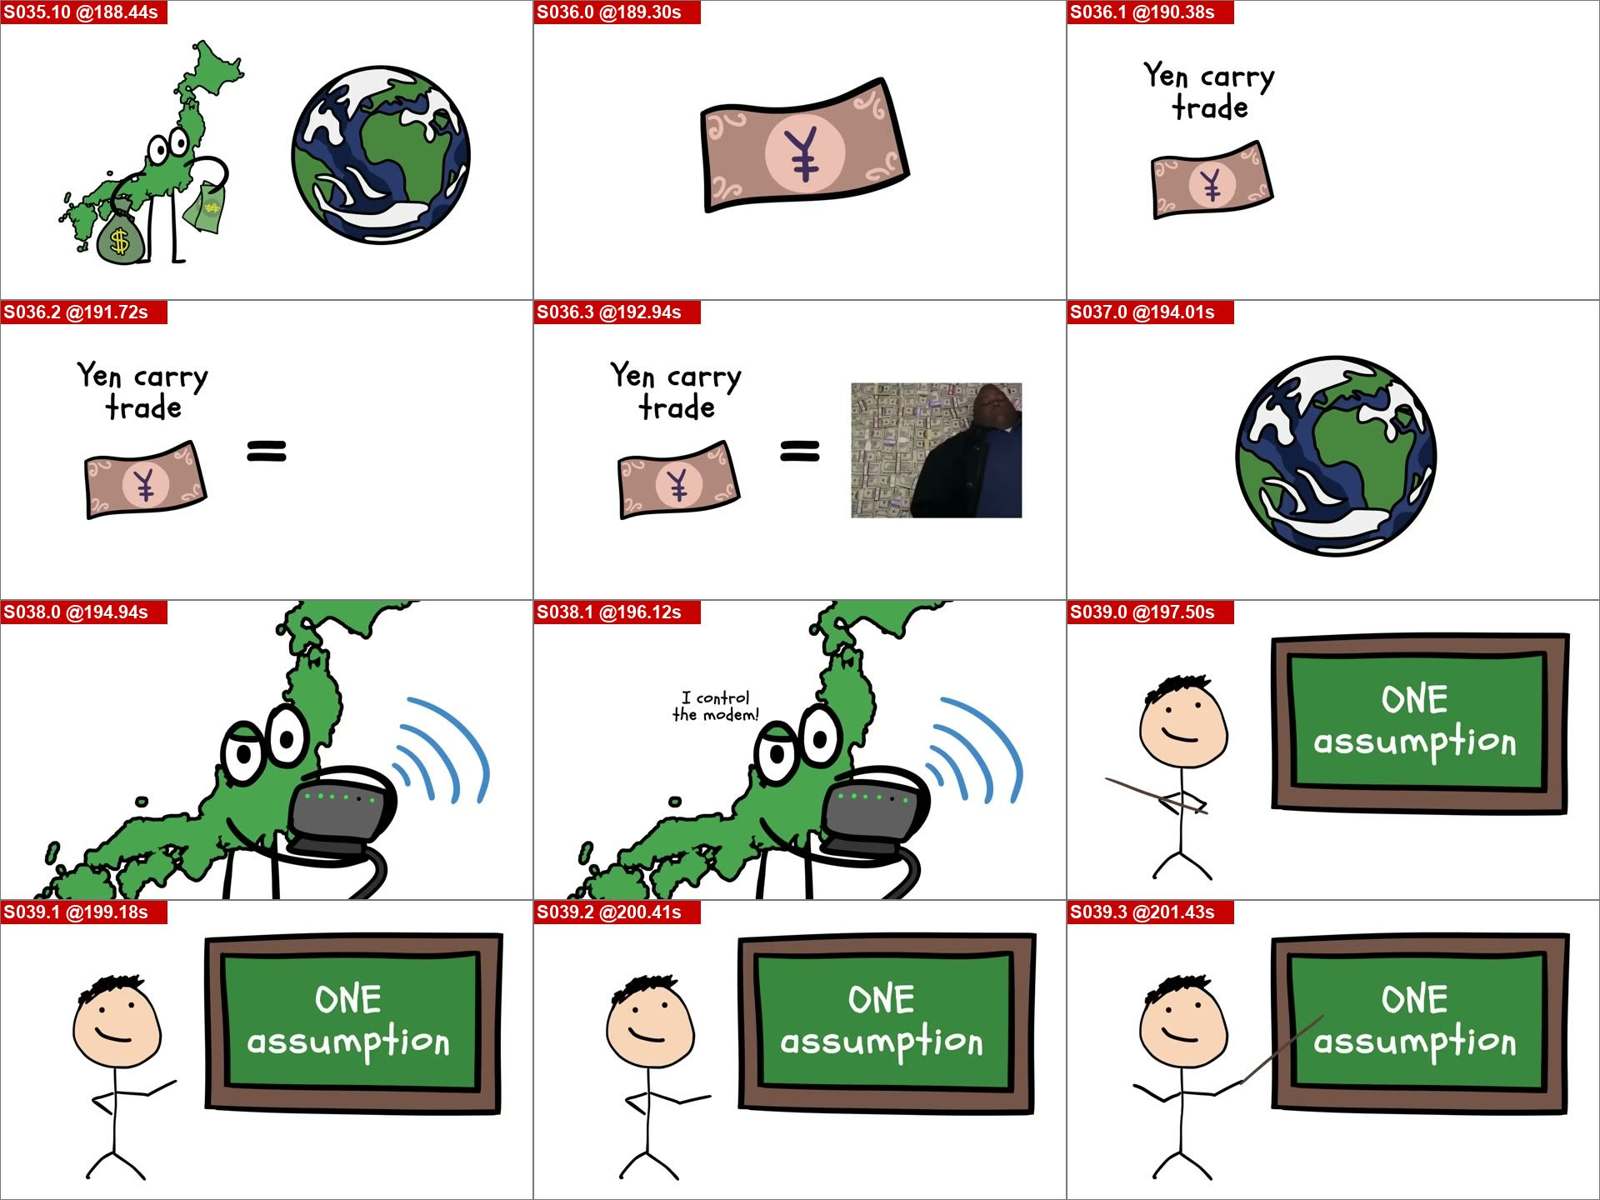 S035.10 @188.44s
$
S036.0 @189.30s
¥
S036.1 @190.38s
Yen carry
trade
¥
S036.2 @191.72s
Yen carry
trade
¥
=
S036.3 @192.94s
Yen carry
trade
¥
=
S037.0 @194.01s
S038.0 @194.94s
S038.1 @196.12s
I control
the modem!
S039.0 @197.50s
ONE
assumption
S039.1 @199.18s
ONE
assumption
S039.2 @200.41s
ONE
assumption
S039.3 @201.43s
ONE
assumption